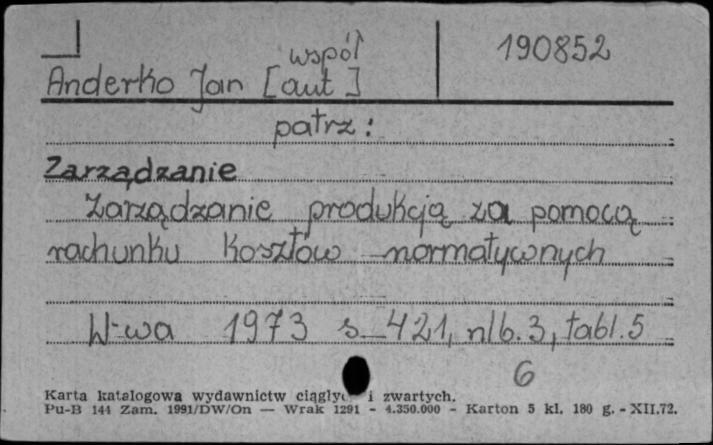 190852
współ
Anderko Jan [aut]
patrz:
Zarządzanie
Zarządzanie produkcją za pomocą
rachunku kosztów normatywnych
W-wa 1973 s. 421, nlb. 3, tabl. 5
6
Karta katalogowa wydawnictw ciągłyc i zwartych.
Pu-B 144 Zam. 1991/DW/On — Wrak 1291 - 4.350.000 - Karton 5 kl. 180 g. - XII.72.